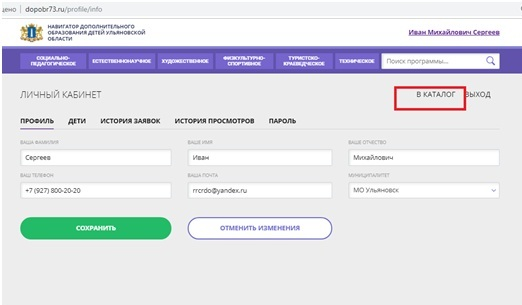 цено
dopobr73.ru/profile/info
НАВИГАТОР ДОПОЛНИТЕЛЬНОГО
ОБРАЗОВАНИЯ ДЕТЕЙ УЛЬЯНОВСКОЙ
ОБЛАСТИ
Иван Михайлович Сергеев
СОЦИАЛЬНО-
ПЕДАГОГИЧЕСКОЕ
ЕСТЕСТВЕННОНАУЧНОЕ
ХУДОЖЕСТВЕННОЕ
ФИЗКУЛЬТУРНО-
СПОРТИВНОЕ
ТУРИСТСКО-
КРАЕВЕДЧЕСКОЕ
ТЕХНИЧЕСКОЕ
Поиск программы...
ЛИЧНЫЙ КАБИНЕТ
В КАТАЛОГ
ВЫХОД
ПРОФИЛЬ ДЕТИ ИСТОРИЯ ЗАЯВОК ИСТОРИЯ ПРОСМОТРОВ ПАРОЛЬ
ВАША ФАМИЛИЯ ВАШЕ ИМЯ ВАШЕ ОТЧЕСТВО
Сергеев Иван Михайлович
ВАШ ТЕЛЕФОН ВАША ПОЧТА МУНИЦИПАЛИТЕТ
+7 (927) 800-20-20 rrcrdo@yandex.ru МО Ульяновск
СОХРАНИТЬ ОТМЕНИТЬ ИЗМЕНЕНИЯ